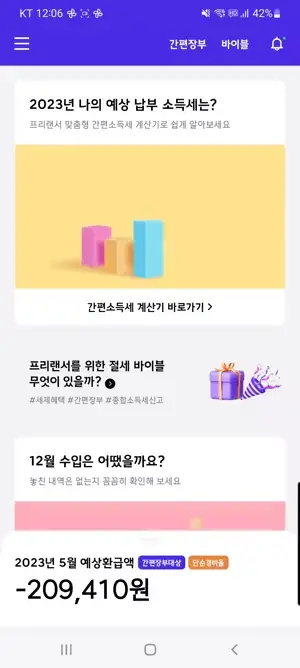 KT 12:06 42%
간편장부 바이블
2023년 나의 예상 납부 소득세는?
프리랜서 맞춤형 간편소득세 계산기로 쉽게 알아보세요
간편소득세 계산기 바로가기 >
프리랜서를 위한 절세 바이블
무엇이 있을까?
#세제혜택 #간편장부 #종합소득세신고
12월 수입은 어땠을까요?
놓친 내역은 없는지 꼼꼼히 확인해 보세요
2023년 5월 예상환급액 간편장부대상 단순경비율
-209,410원